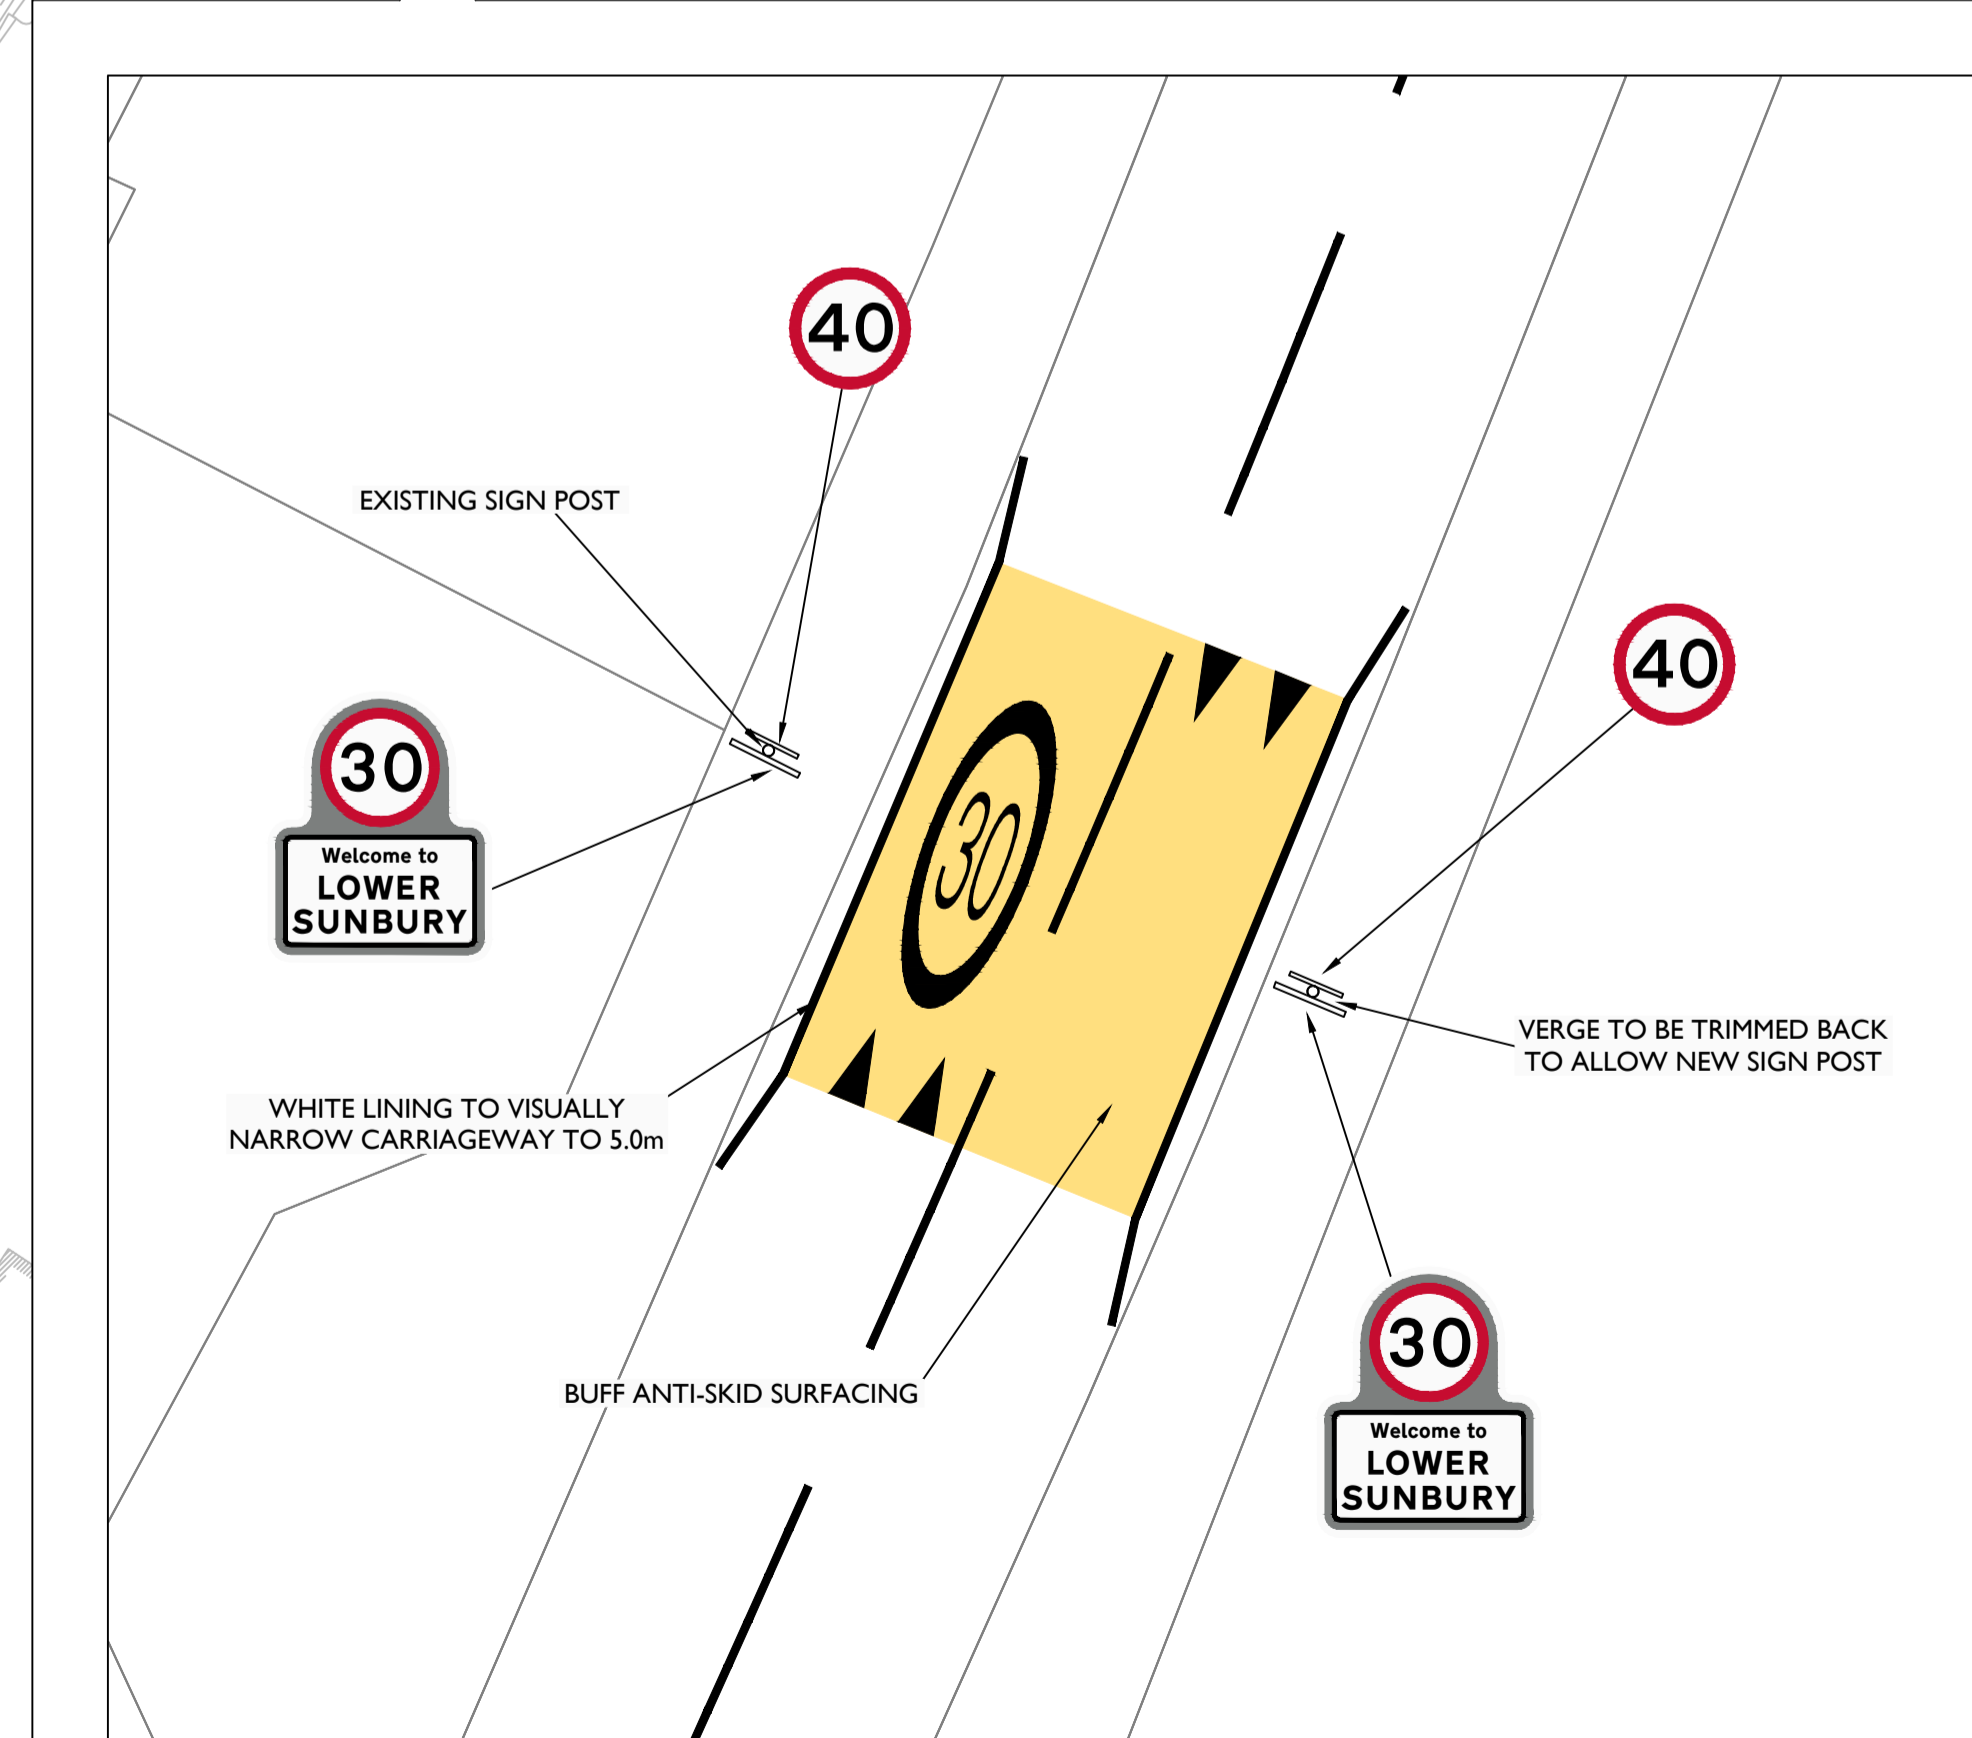 40
EXISTING SIGN POST
40
30
Welcome to
LOWER
SUNBURY
30
VERGE TO BE TRIMMED BACK
TO ALLOW NEW SIGN POST
WHITE LINING TO VISUALLY
NARROW CARRIAGEWAY TO 5.0m
BUFF ANTI-SKID SURFACING
30
Welcome to
LOWER
SUNBURY